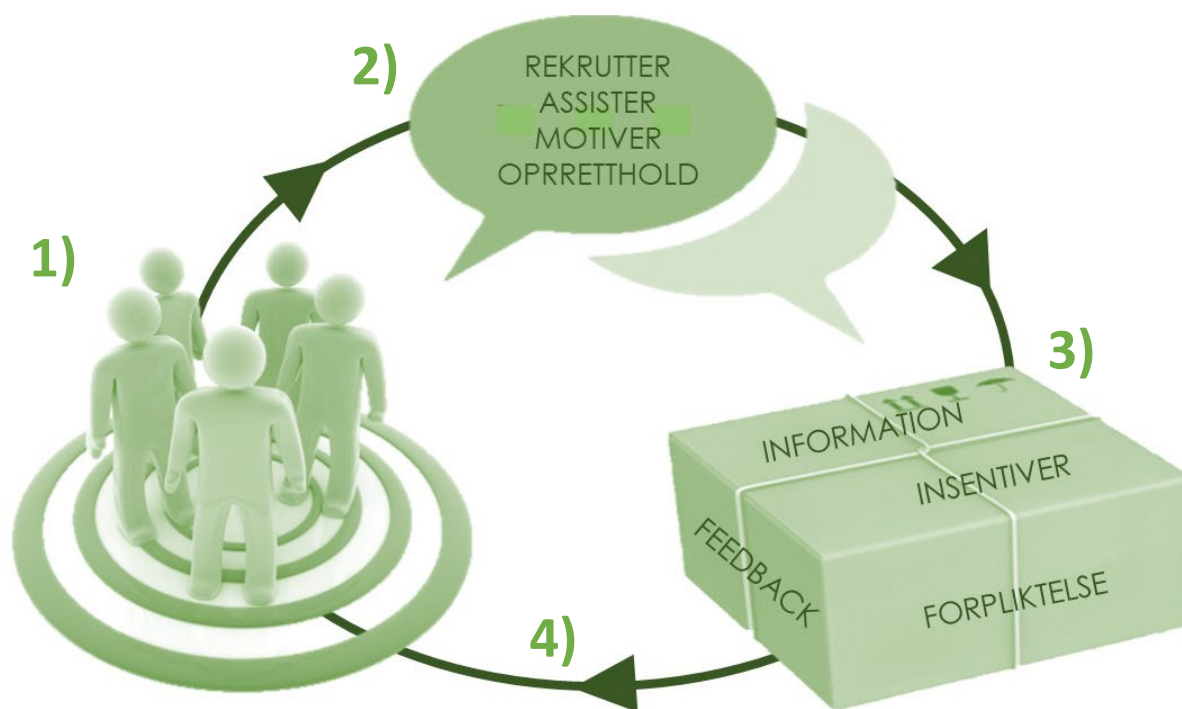 1)
2)
REKRUTTER
ASSISTER
MOTIVER
OPRRETTHOLD
3)
INFORMATION
INSENTIVER
FEEDBACK
FORPLIKTELSE
4)